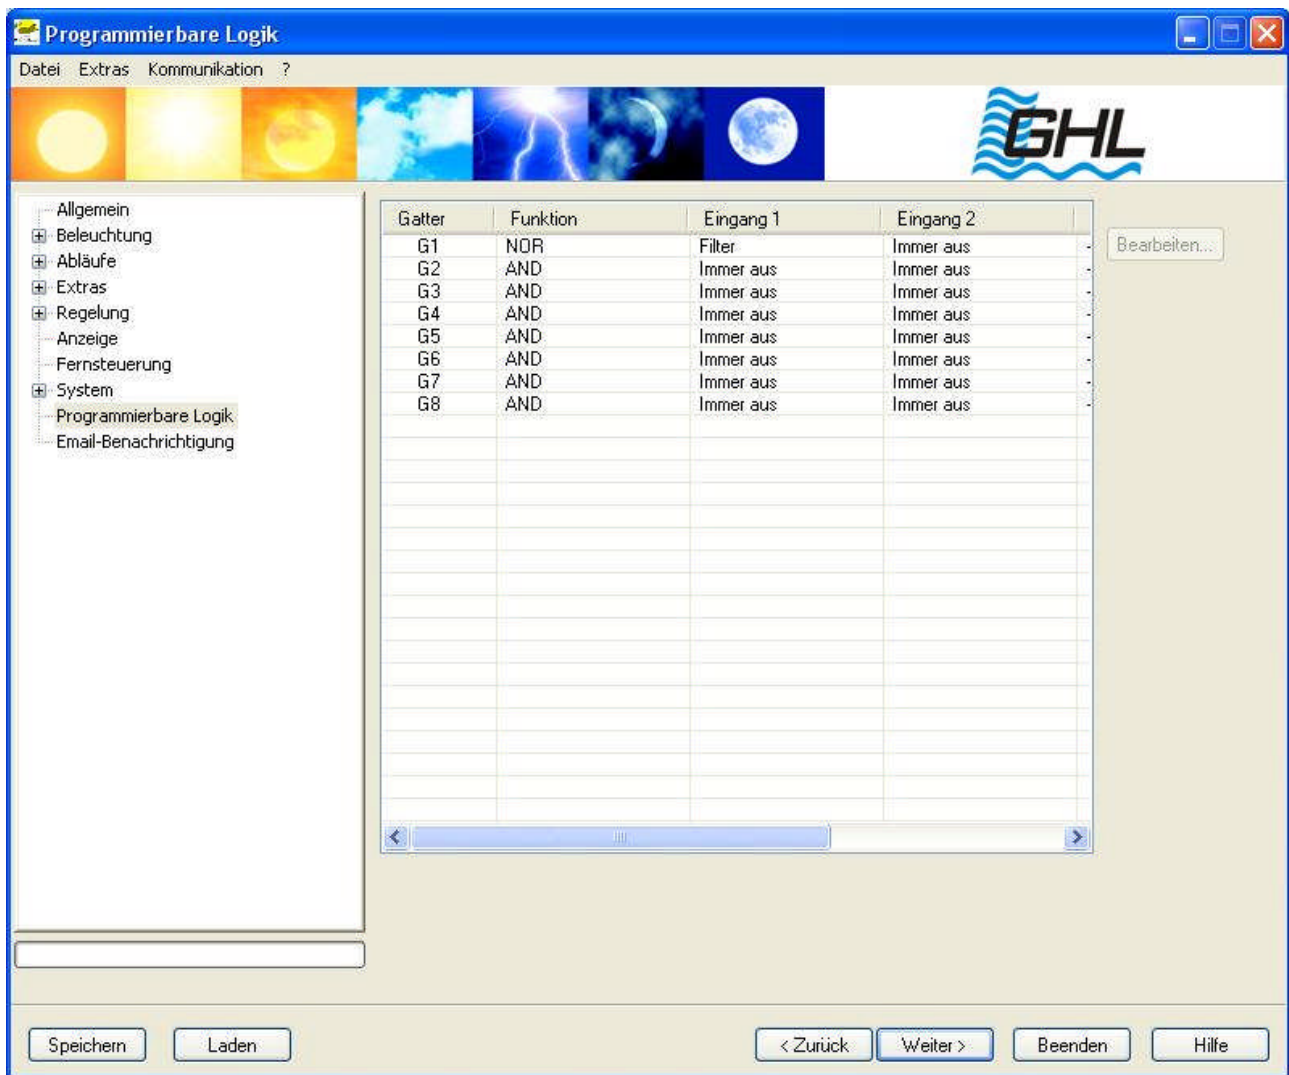 Programmierbare Logik
Datei Extras Kommunikation ?
GHL
Allgemein
Beleuchtung
Abläufe
Extras
Regelung
Anzeige
Fernsteuerung
System
Programmierbare Logik
Email-Benachrichtigung
Gatter Funktion Eingang 1 Eingang 2
G1 NOR Filter Immer aus -
G2 AND Immer aus Immer aus -
G3 AND Immer aus Immer aus -
G4 AND Immer aus Immer aus -
G5 AND Immer aus Immer aus -
G6 AND Immer aus Immer aus -
G7 AND Immer aus Immer aus -
G8 AND Immer aus Immer aus -
Bearbeiten...
Speichern Laden < Zurück Weiter > Beenden Hilfe